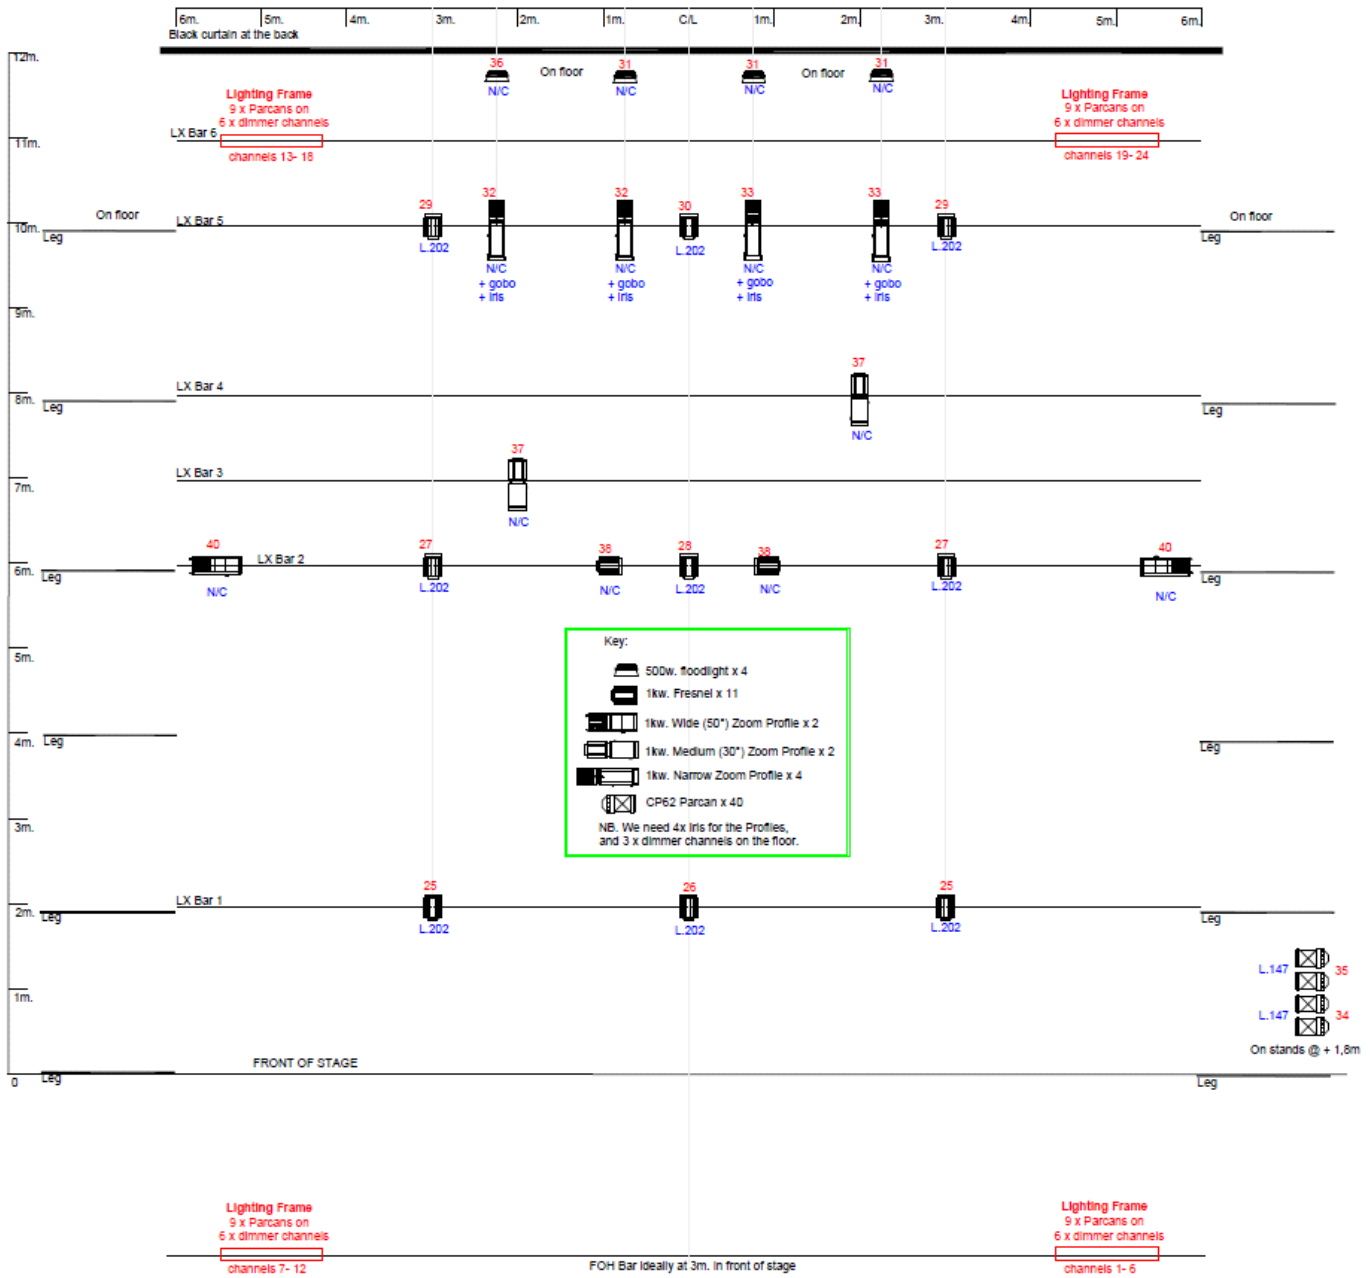 6m. 5m. 4m. 3m. 2m. 1m. C/L 1m. 2m. 3m. 4m. 5m. 6m.
Black curtain at the back
12m.
36 31 31 31
On floor On floor
N/C N/C N/C N/C
Lighting Frame
9 x Parcans on
6 x dimmer channels
Lighting Frame
9 x Parcans on
6 x dimmer channels
LX Bar 6
11m.
channels 13- 18
channels 19- 24
32 32 33 33
29 30 29
On floor LX Bar 5 On floor
10m.
Leg Leg
L.202 L.202 L.202
N/C N/C N/C N/C
+ gobo + gobo + gobo + gobo
+ Iris + Iris + Iris + Iris
9m.
37
LX Bar 4
8m.
Leg Leg
N/C
37
LX Bar 3
7m.
N/C
40 27 38 28 38 27 40
LX Bar 2
6m.
Leg Leg
N/C L.202 N/C L.202 N/C L.202 N/C
5m.
Key:
500w. floodlight x 4
1kw. Fresnel x 11
1kw. Wide (50°) Zoom Profile x 2
1kw. Medium (30°) Zoom Profile x 2
1kw. Narrow Zoom Profile x 4
CP62 Parcan x 40
NB. We need 4x Iris for the Profiles,
and 3 x dimmer channels on the floor.
4m.
Leg Leg
3m.
25 26 25
LX Bar 1
2m.
Leg Leg
L.202 L.202 L.202
L.147 35
1m.
L.147 34
On stands @ + 1,8m
FRONT OF STAGE
0
Leg Leg
Lighting Frame
9 x Parcans on
6 x dimmer channels
Lighting Frame
9 x Parcans on
6 x dimmer channels
channels 7- 12
FOH Bar Ideally at 3m. In front of stage
channels 1- 6